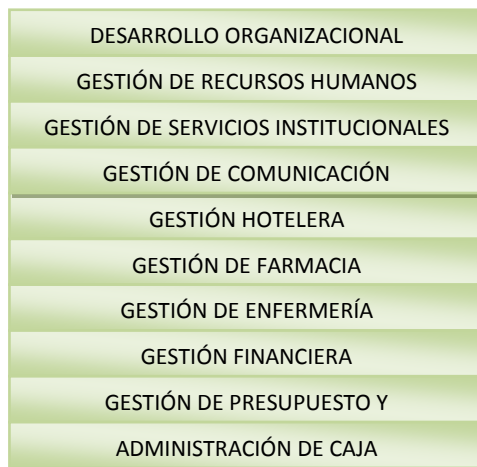 DESARROLLO ORGANIZACIONAL
GESTIÓN DE RECURSOS HUMANOS
GESTIÓN DE SERVICIOS INSTITUCIONALES
GESTIÓN DE COMUNICACIÓN
GESTIÓN HOTELERA
GESTIÓN DE FARMACIA
GESTIÓN DE ENFERMERÍA
GESTIÓN FINANCIERA
GESTIÓN DE PRESUPUESTO Y
ADMINISTRACIÓN DE CAJA